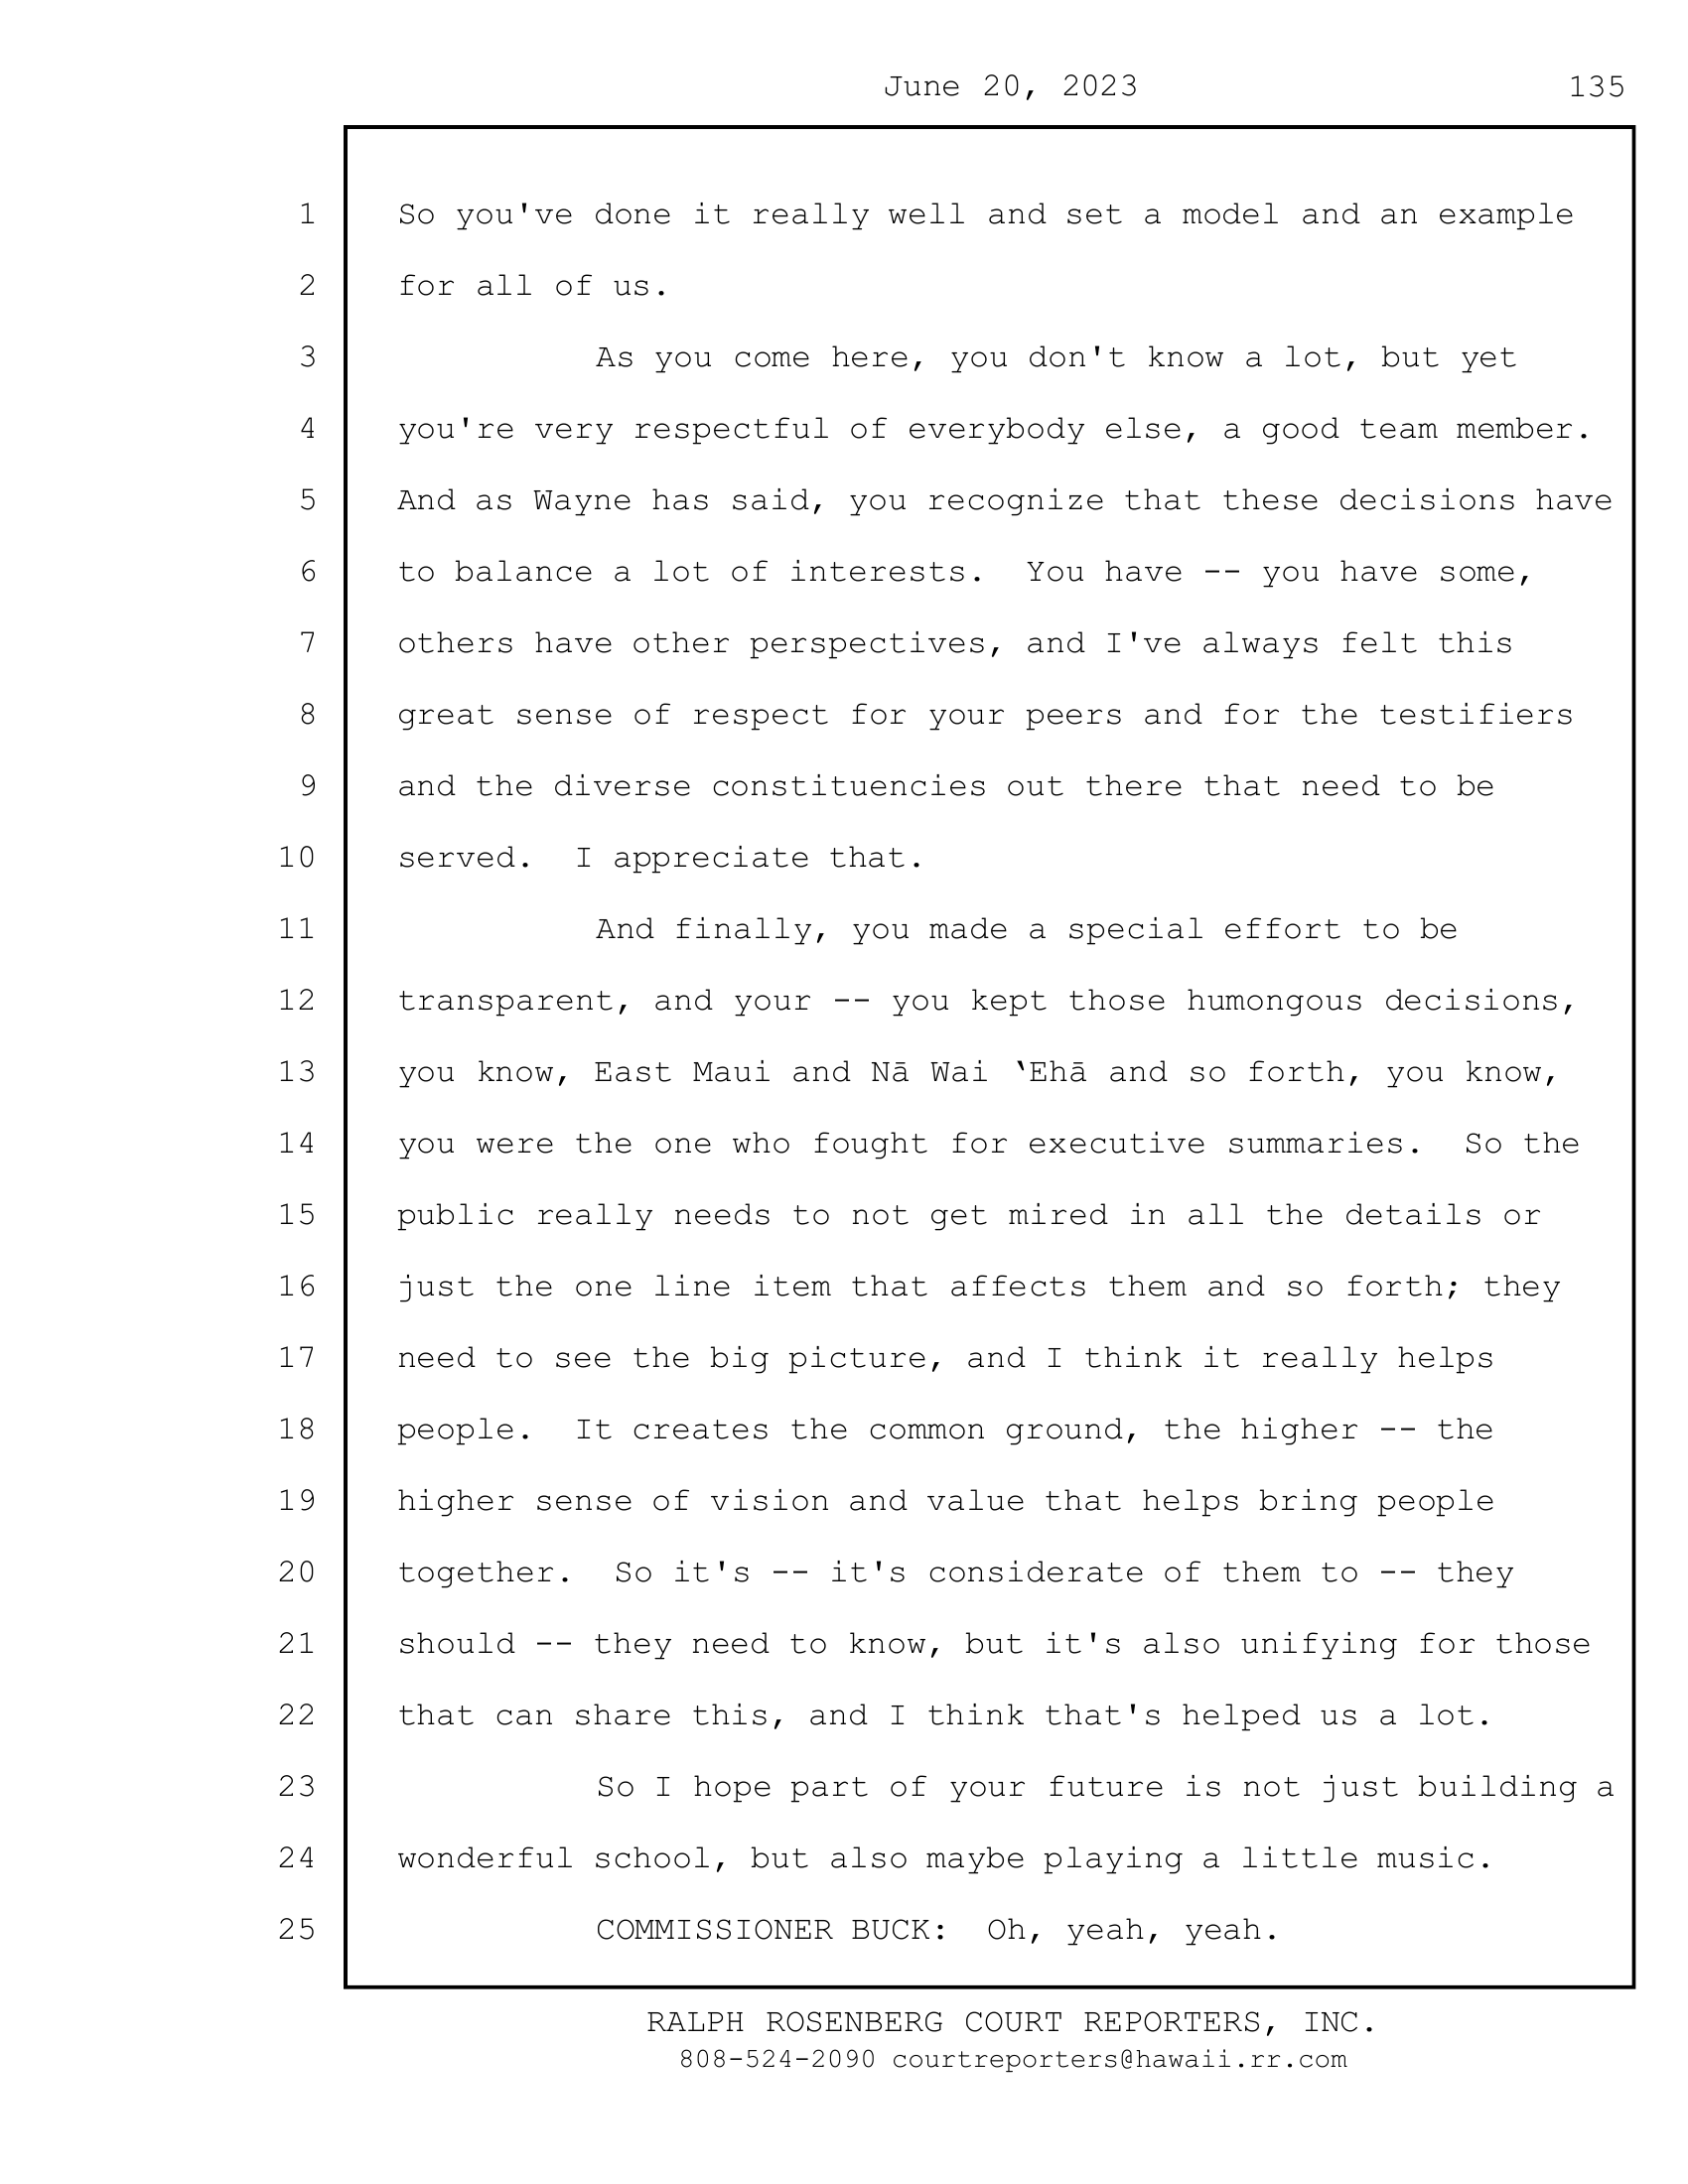 June 20, 2023 135
1 So you've done it really well and set a model and an example
2 for all of us.
3 As you come here, you don't know a lot, but yet
4 you're very respectful of everybody else, a good team member.
5 And as Wayne has said, you recognize that these decisions have
6 to balance a lot of interests.  You have -- you have some,
7 others have other perspectives, and I've always felt this
8 great sense of respect for your peers and for the testifiers
9 and the diverse constituencies out there that need to be
10 served.  I appreciate that.
11 And finally, you made a special effort to be
12 transparent, and your -- you kept those humongous decisions,
13 you know, East Maui and Nā Wai ‘Ehā and so forth, you know,
14 you were the one who fought for executive summaries.  So the
15 public really needs to not get mired in all the details or
16 just the one line item that affects them and so forth; they
17 need to see the big picture, and I think it really helps
18 people.  It creates the common ground, the higher -- the
19 higher sense of vision and value that helps bring people
20 together.  So it's -- it's considerate of them to -- they
21 should -- they need to know, but it's also unifying for those
22 that can share this, and I think that's helped us a lot.
23 So I hope part of your future is not just building a
24 wonderful school, but also maybe playing a little music.
25 COMMISSIONER BUCK:  Oh, yeah, yeah.
RALPH ROSENBERG COURT REPORTERS, INC.
808-524-2090 courtreporters@hawaii.rr.com